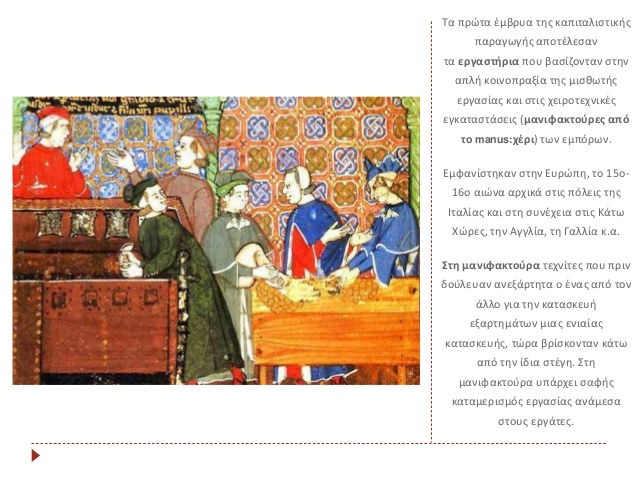 Τα πρώτα έμβρυα της καπιταλιστικής
παραγωγής αποτέλεσαν
τα εργαστήρια που βασίζονταν στην
απλή κοινοπραξία της μισθωτής
εργασίας και στις χειροτεχνικές
εγκαταστάσεις (μανιφακτούρες από
το manus:χέρι) των εμπόρων.
Εμφανίστηκαν στην Ευρώπη, το 15ο-
16ο αιώνα αρχικά στις πόλεις της
Ιταλίας και στη συνέχεια στις Κάτω
Χώρες, την Αγγλία, τη Γαλλία κ.α.
Στη μανιφακτούρα τεχνίτες που πριν
δούλευαν ανεξάρτητα ο ένας από τον
άλλο για την κατασκευή
εξαρτημάτων μιας ενιαίας
κατασκευής, τώρα βρίσκονταν κάτω
από την ίδια στέγη. Στη
μανιφακτούρα υπάρχει σαφής
καταμερισμός εργασίας ανάμεσα
στους εργάτες.